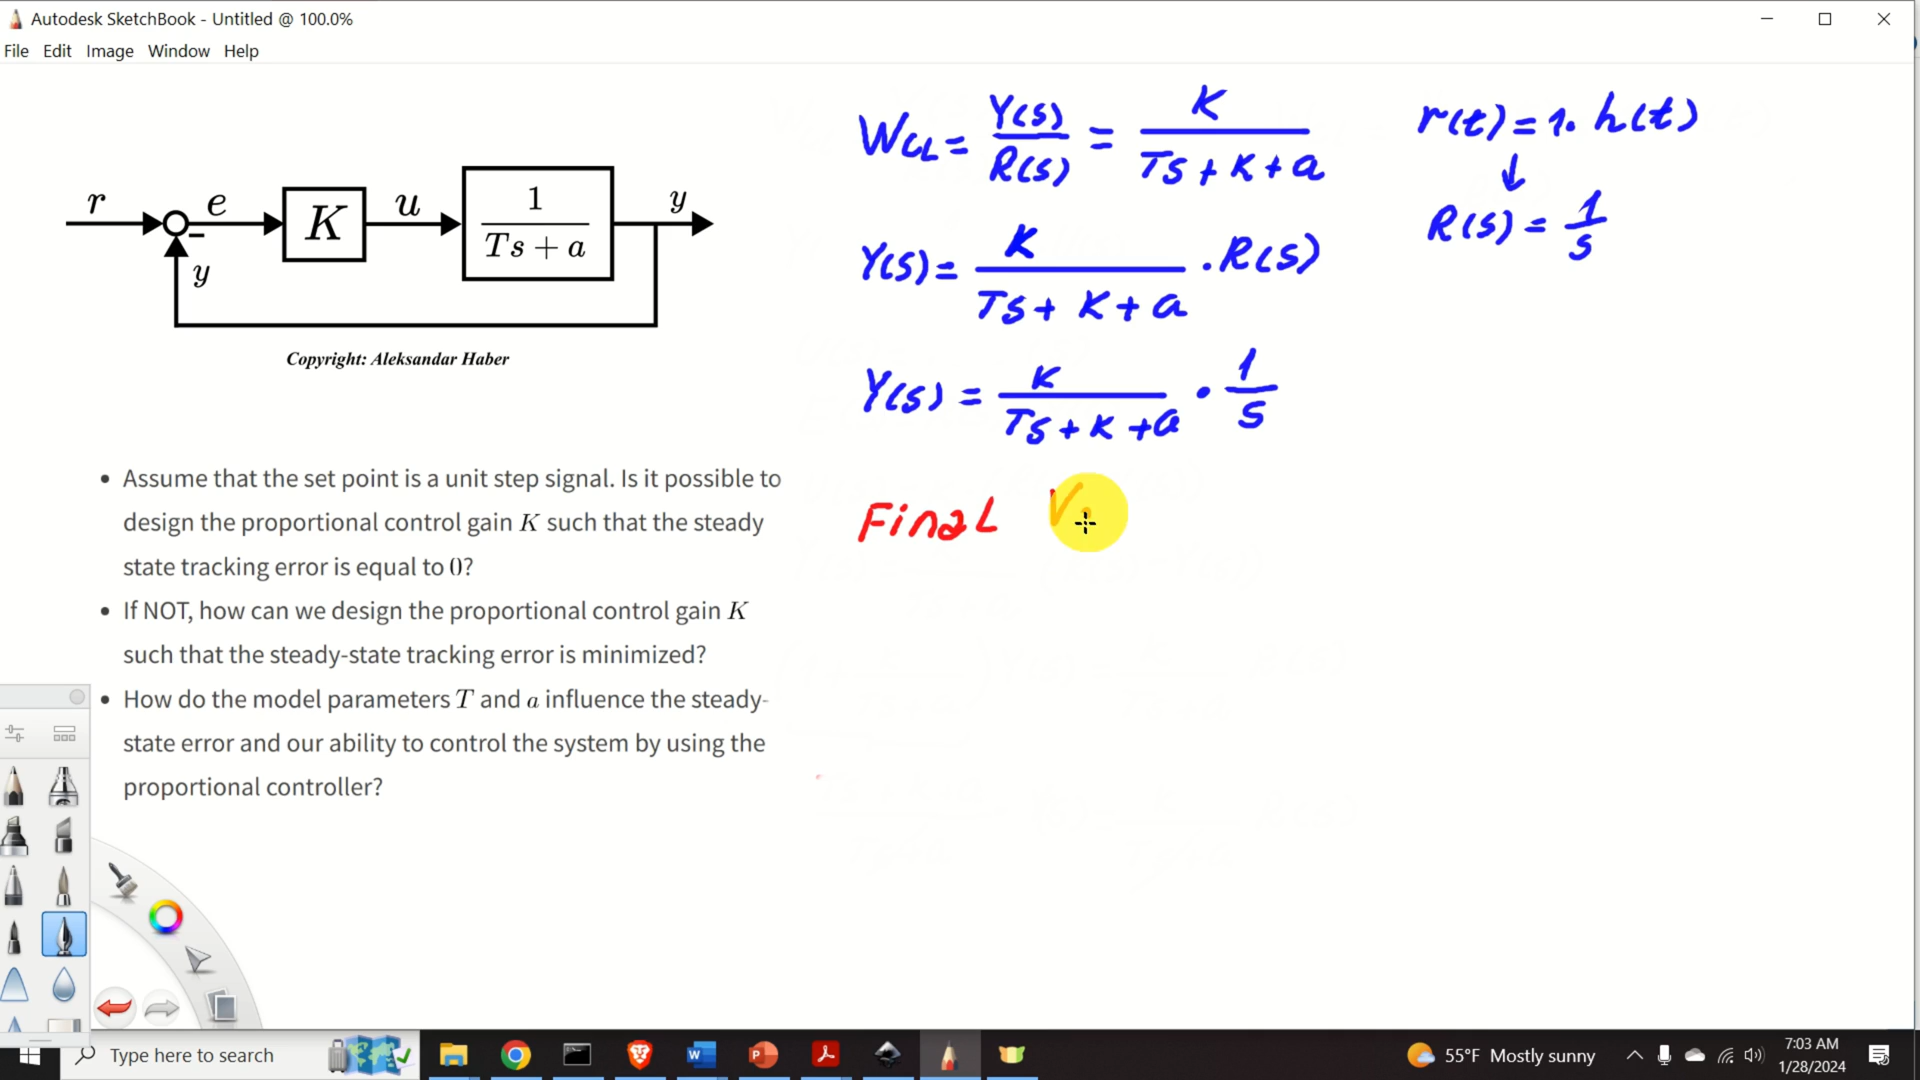 Autodesk SketchBook - Untitled @ 100.0%
File Edit Image Window Help
r e K u 1 y
Ts + a
y
Copyright: Aleksandar Haber
• Assume that the set point is a unit step signal. Is it possible to
design the proportional control gain K such that the steady
state tracking error is equal to 0?
• If NOT, how can we design the proportional control gain K
such that the steady-state tracking error is minimized?
• How do the model parameters T and a influence the steady-
state error and our ability to control the system by using the
proportional controller?
WCL = Y(s)/R(s) = K/(Ts + K + a)
Y(s) = K/(Ts + K + a) · R(s)
Y(s) = K/(Ts + K + a) · 1/s
Final V
r(t) = 1 · h(t)
↓
R(s) = 1/s
Type here to search
55°F Mostly sunny
7:03 AM
1/28/2024